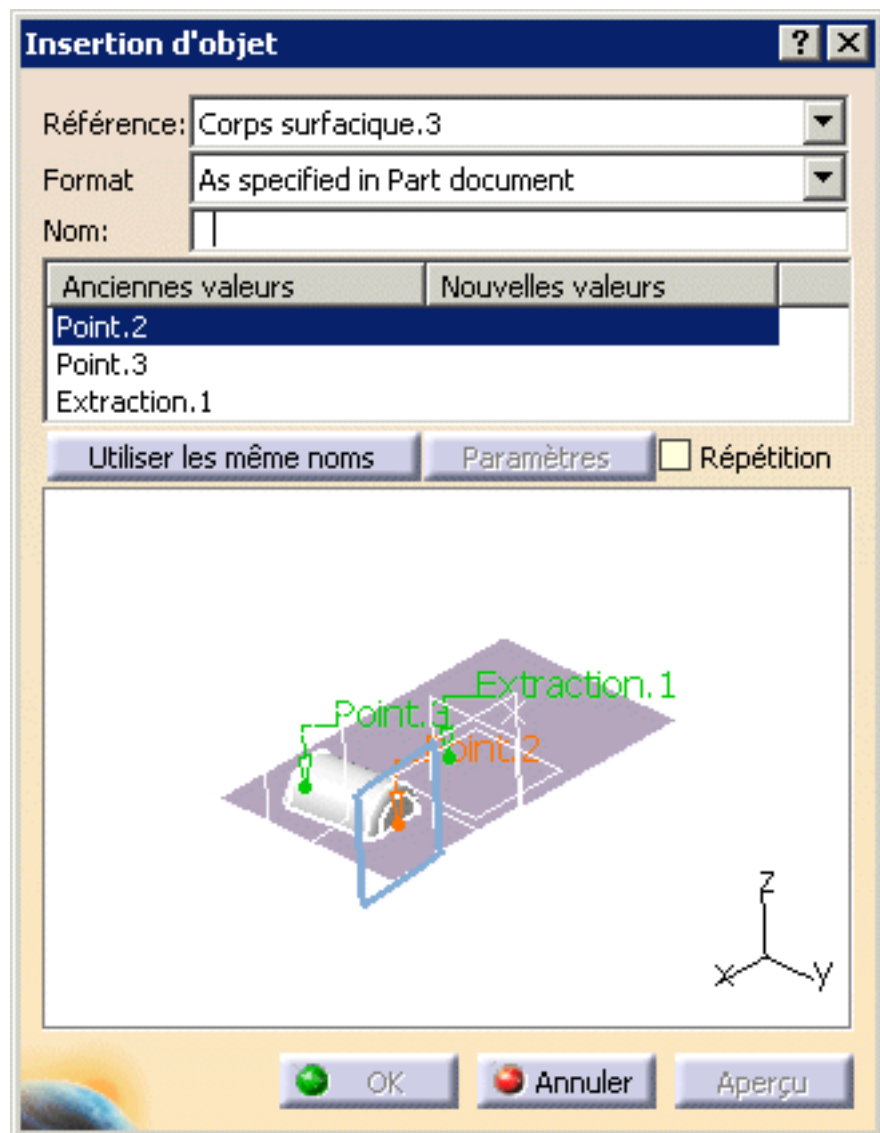 Insertion d'objet
Référence: Corps surfacique.3
Format As specified in Part document
Nom:
Anciennes valeurs Nouvelles valeurs
Point.2
Point.3
Extraction.1
Utiliser les même noms Paramètres Répétition
Extraction.1
Point.3
Point.2
z
x y
OK Annuler Aperçu